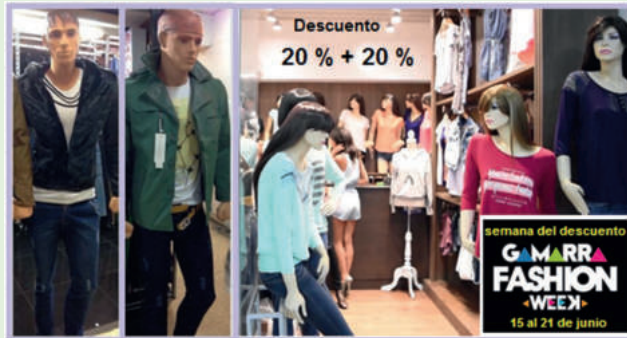 Descuento
20 % + 20 %
semana del descuento
GAMARRA
FASHION
WEEK
15 al 21 de junio